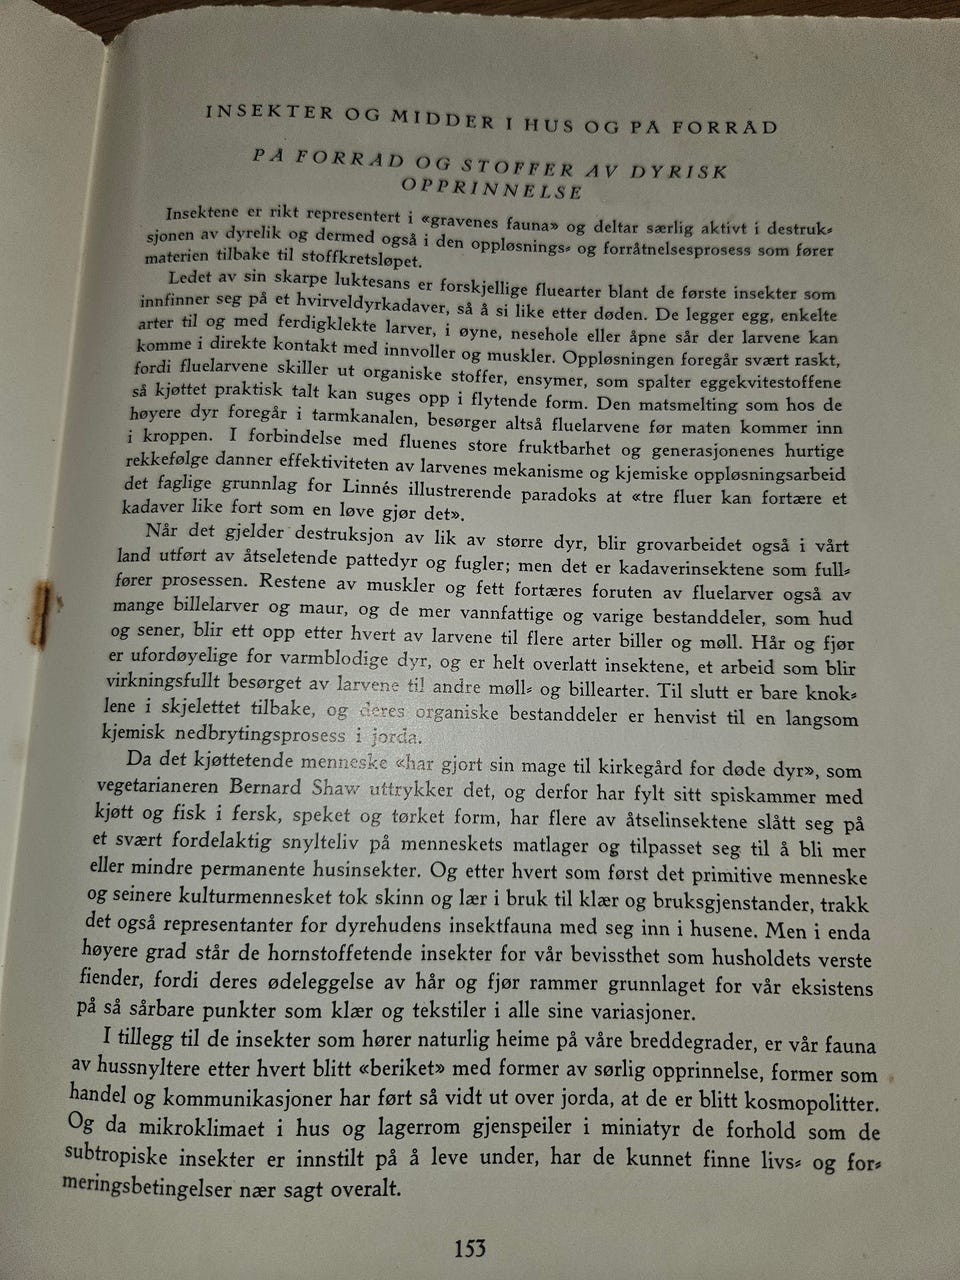 INSEKTER OG MIDDER I HUS OG PÅ FORRÅD
PÅ FORRÅD OG STOFFER AV DYRISK
OPPRINNELSE
Insektene er rikt representert i «gravenes fauna» og deltar særlig aktivt i destruk-
sjonen av dyrelik og dermed også i den oppløsnings- og forråtnelsesprosess som fører
materien tilbake til stoffkretsløpet.
Ledet av sin skarpe luktesans er forskjellige fluearter blant de første insekter som
innfinner seg på et hvirveldyrkadaver, så å si like etter døden. De legger egg, enkelte
arter til og med ferdigklekte larver, i øyne, nesehole eller åpne sår der larvene kan
komme i direkte kontakt med innvoller og muskler. Oppløsningen foregår svært raskt,
fordi fluelarvene skiller ut organiske stoffer, ensymer, som spalter eggekvitestoffene
så kjøttet praktisk talt kan suges opp i flytende form. Den matsmelting som hos de
høyere dyr foregår i tarmkanalen, besørger altså fluelarvene før maten kommer inn
i kroppen. I forbindelse med fluenes store fruktbarhet og generasjonenes hurtige
rekkefølge danner effektiviteten av larvenes mekanisme og kjemiske oppløsningsarbeid
det faglige grunnlag for Linnés illustrerende paradoks at «tre fluer kan fortære et
kadaver like fort som en løve gjør det».
Når det gjelder destruksjon av lik av større dyr, blir grovarbeidet også i vårt
land utført av åtseletende pattedyr og fugler; men det er kadaverinsektene som full-
fører prosessen. Restene av muskler og fett fortæres foruten av fluelarver også av
mange billelarver og maur, og de mer vannfattige og varige bestanddeler, som hud
og sener, blir ett opp etter hvert av larvene til flere arter biller og møll. Hår og fjør
er ufordøyelige for varmblodige dyr, og er helt overlatt insektene, et arbeid som blir
virkningsfullt besørget av larvene til andre møll- og billearter. Til slutt er bare knok-
lene i skjelettet tilbake, og deres organiske bestanddeler er henvist til en langsom
kjemisk nedbrytingsprosess i jorda.
Da det kjøttetende menneske «har gjort sin mage til kirkegård for døde dyr», som
vegetarianeren Bernard Shaw uttrykker det, og derfor har fylt sitt spiskammer med
kjøtt og fisk i fersk, speket og tørket form, har flere av åtselinsektene slått seg på
et svært fordelaktig snylteliv på menneskets matlager og tilpasset seg til å bli mer
eller mindre permanente husinsekter. Og etter hvert som først det primitive menneske
og seinere kulturmennesket tok skinn og lær i bruk til klær og bruksgjenstander, trakk
det også representanter for dyrehudens insektfauna med seg inn i husene. Men i enda
høyere grad står de hornstoffetende insekter for vår bevissthet som husholdets verste
fiender, fordi deres ødeleggelse av hår og fjør rammer grunnlaget for vår eksistens
på så sårbare punkter som klær og tekstiler i alle sine variasjoner.
I tillegg til de insekter som hører naturlig heime på våre breddegrader, er vår fauna
av hussnyltere etter hvert blitt «beriket» med former av sørlig opprinnelse, former som
handel og kommunikasjoner har ført så vidt ut over jorda, at de er blitt kosmopolitter.
Og da mikroklimaet i hus og lagerrom gjenspeiler i miniatyr de forhold som de
subtropiske insekter er innstilt på å leve under, har de kunnet finne livs- og for-
meringsbetingelser nær sagt overalt.
153